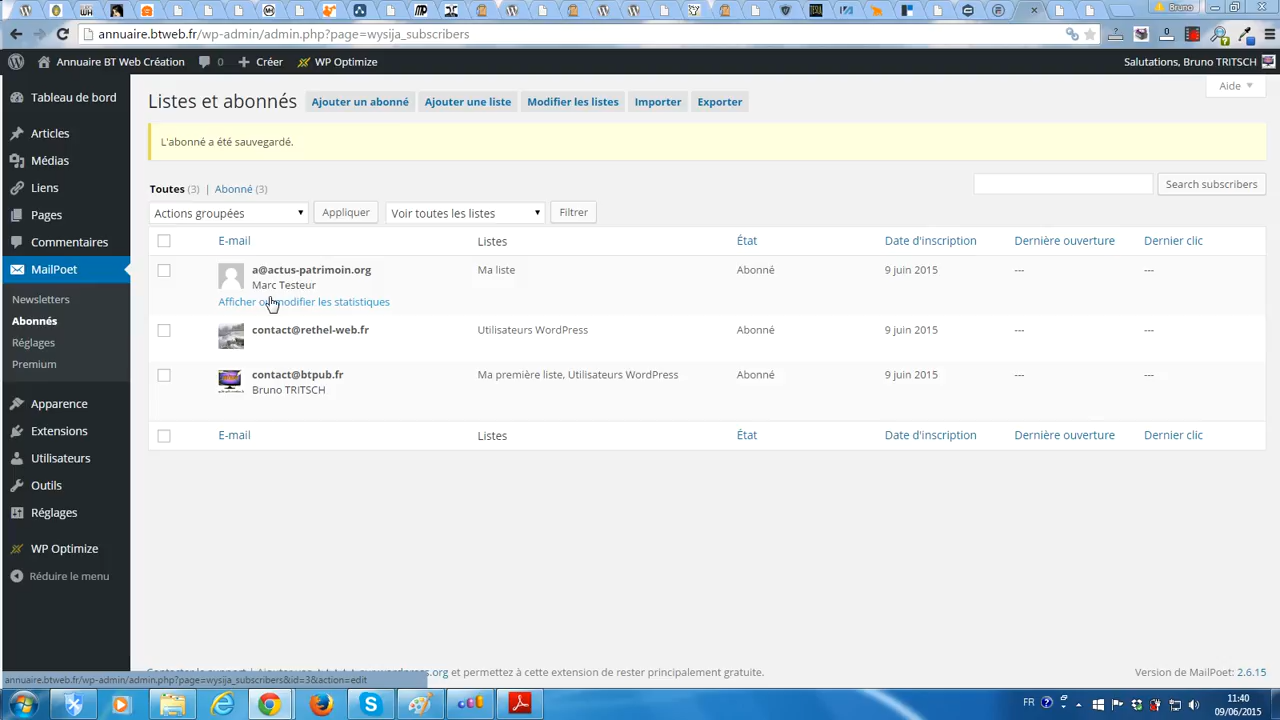 Bruno
annuaire.btweb.fr/wp-admin/admin.php?page=wysija_subscribers
Annuaire BT Web Création 0 Créer WP Optimize
Salutations, Bruno TRITSCH
Tableau de bord
Articles
Médias
Liens
Pages
Commentaires
MailPoet
Newsletters
Abonnés
Réglages
Premium
Apparence
Extensions
Utilisateurs
Outils
Réglages
WP Optimize
Réduire le menu
Aide
Listes et abonnés Ajouter un abonné Ajouter une liste Modifier les listes Importer Exporter
L'abonné a été sauvegardé.
Toutes (3) | Abonné (3)
Search subscribers
Actions groupées Appliquer Voir toutes les listes Filtrer
E-mail Listes État Date d'inscription Dernière ouverture Dernier clic
a@actus-patrimoin.org Ma liste Abonné 9 juin 2015 --- ---
Marc Testeur
Afficher ou modifier les statistiques
contact@rethel-web.fr Utilisateurs WordPress Abonné 9 juin 2015 --- ---
contact@btpub.fr Ma première liste, Utilisateurs WordPress Abonné 9 juin 2015 --- ---
Bruno TRITSCH
E-mail Listes État Date d'inscription Dernière ouverture Dernier clic
wordpress.org et permettez à cette extension de rester principalement gratuite.
Version de MailPoet: 2.6.15
annuaire.btweb.fr/wp-admin/admin.php?page=wysija_subscribers&id=3&action=edit
FR
11:40
09/06/2015